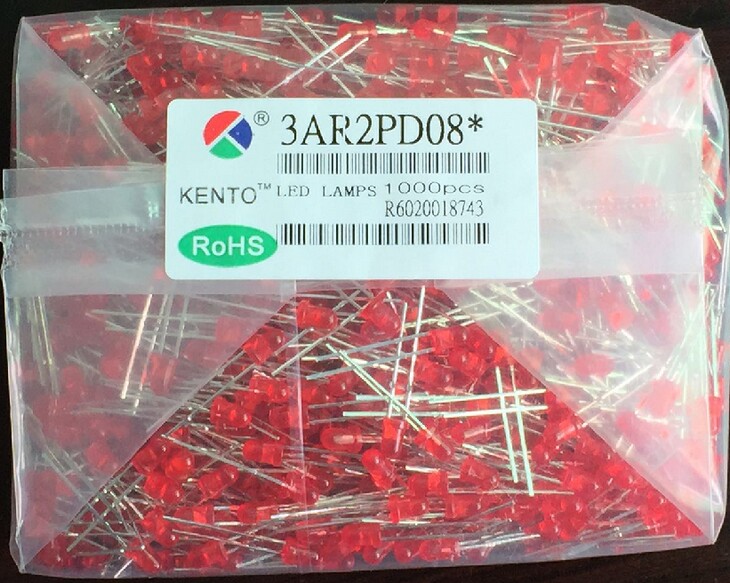 ® 3AR2PD08*
KENTO™ LED LAMPS 1000pcs
R6020018743
RoHS